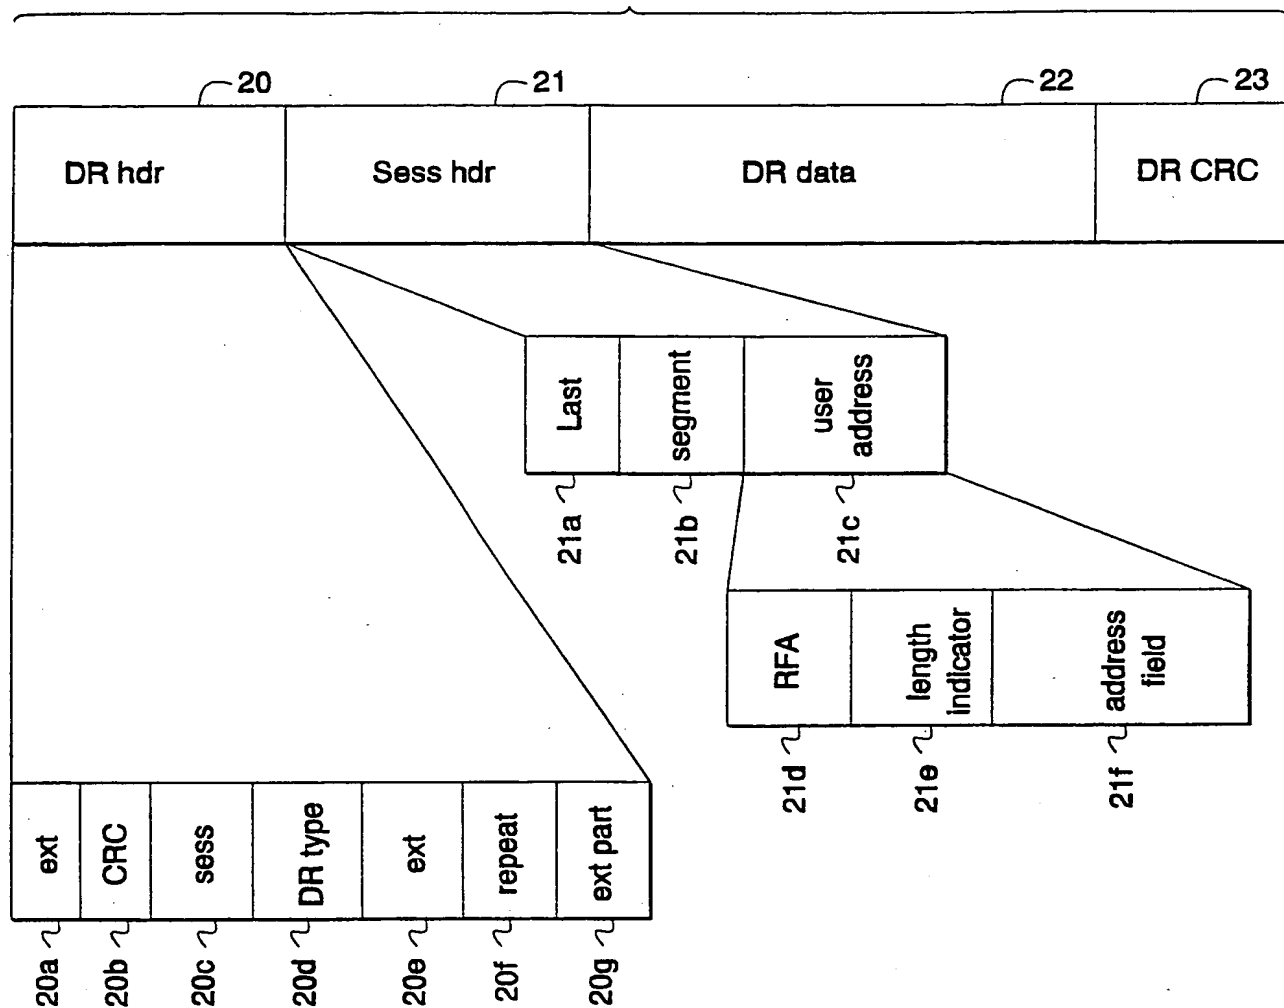 20
21
22
23
DR hdr
Sess hdr
DR data
DR CRC
Last
segment
user
address
21a
21b
21c
RFA
length
indicator
address
field
21d
21e
21f
ext
CRC
sess
DR type
ext
repeat
ext part
20a
20b
20c
20d
20e
20f
20g